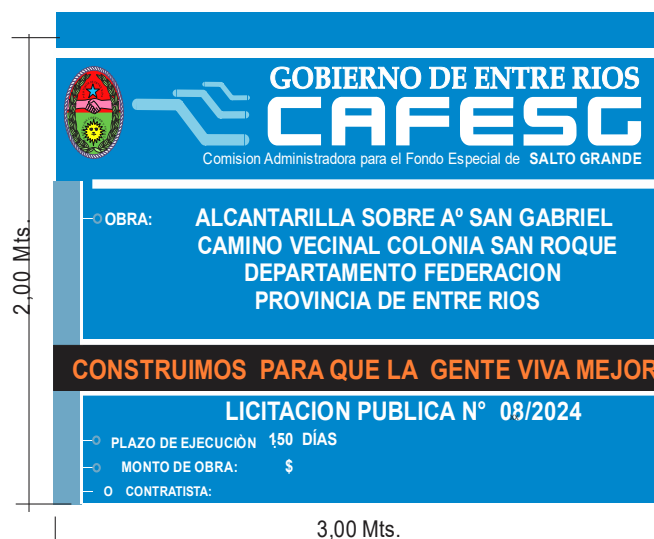 GOBIERNO DE ENTRE RIOS
CAFESG
Comision Administradora para el Fondo Especial de SALTO GRANDE
OBRA: ALCANTARILLA SOBRE Aº SAN GABRIEL
CAMINO VECINAL COLONIA SAN ROQUE
DEPARTAMENTO FEDERACION
PROVINCIA DE ENTRE RIOS
2,00 Mts.
CONSTRUIMOS PARA QUE LA GENTE VIVA MEJOR
LICITACION PUBLICA N° 08/2024
PLAZO DE EJECUCIÒN 150 DÍAS
MONTO DE OBRA: $
O CONTRATISTA:
3,00 Mts.